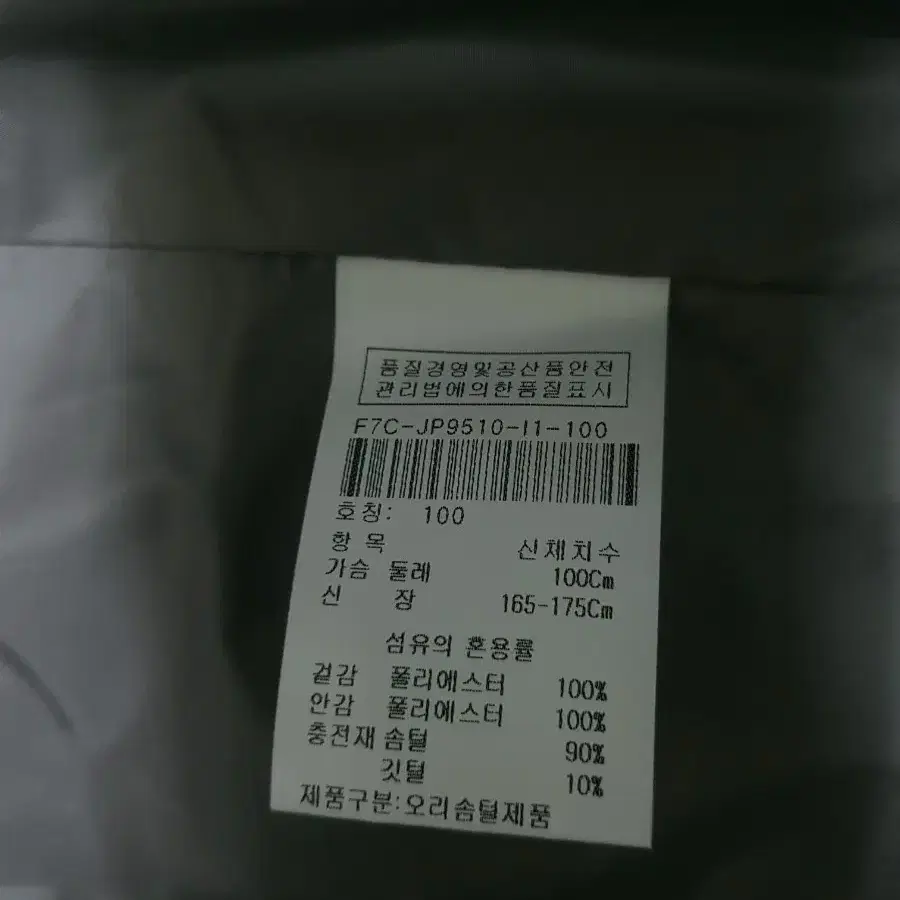 품질경영및공산품안전
관리법에의한품질표시
F7C-JP9510-I1-100
호칭: 100
항 목 신체치수
가슴 둘레 100Cm
신 장 165-175Cm
섬유의 혼용률
겉감 폴리에스터 100%
안감 폴리에스터 100%
충전재 솜털 90%
깃털 10%
제품구분:오리솜털제품